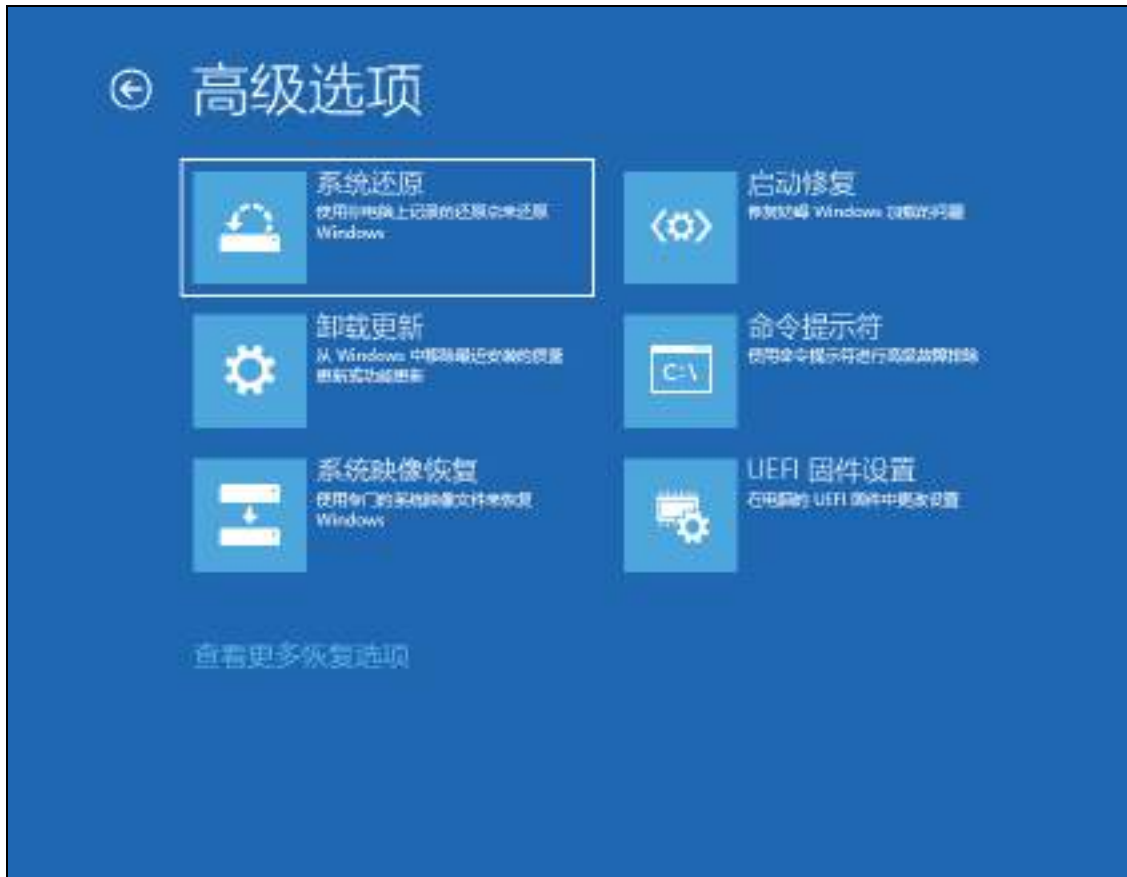 高级选项
系统还原
使用你电脑上记录的还原点来还原
Windows
启动修复
修复妨碍 Windows 加载的问题
卸载更新
从 Windows 中移除最近安装的质量
更新或功能更新
命令提示符
使用命令提示符进行高级故障排除
C:\
系统映像恢复
使用专门的系统映像文件来恢复
Windows
UEFI 固件设置
在电脑的 UEFI 固件中更改设置
查看更多恢复选项